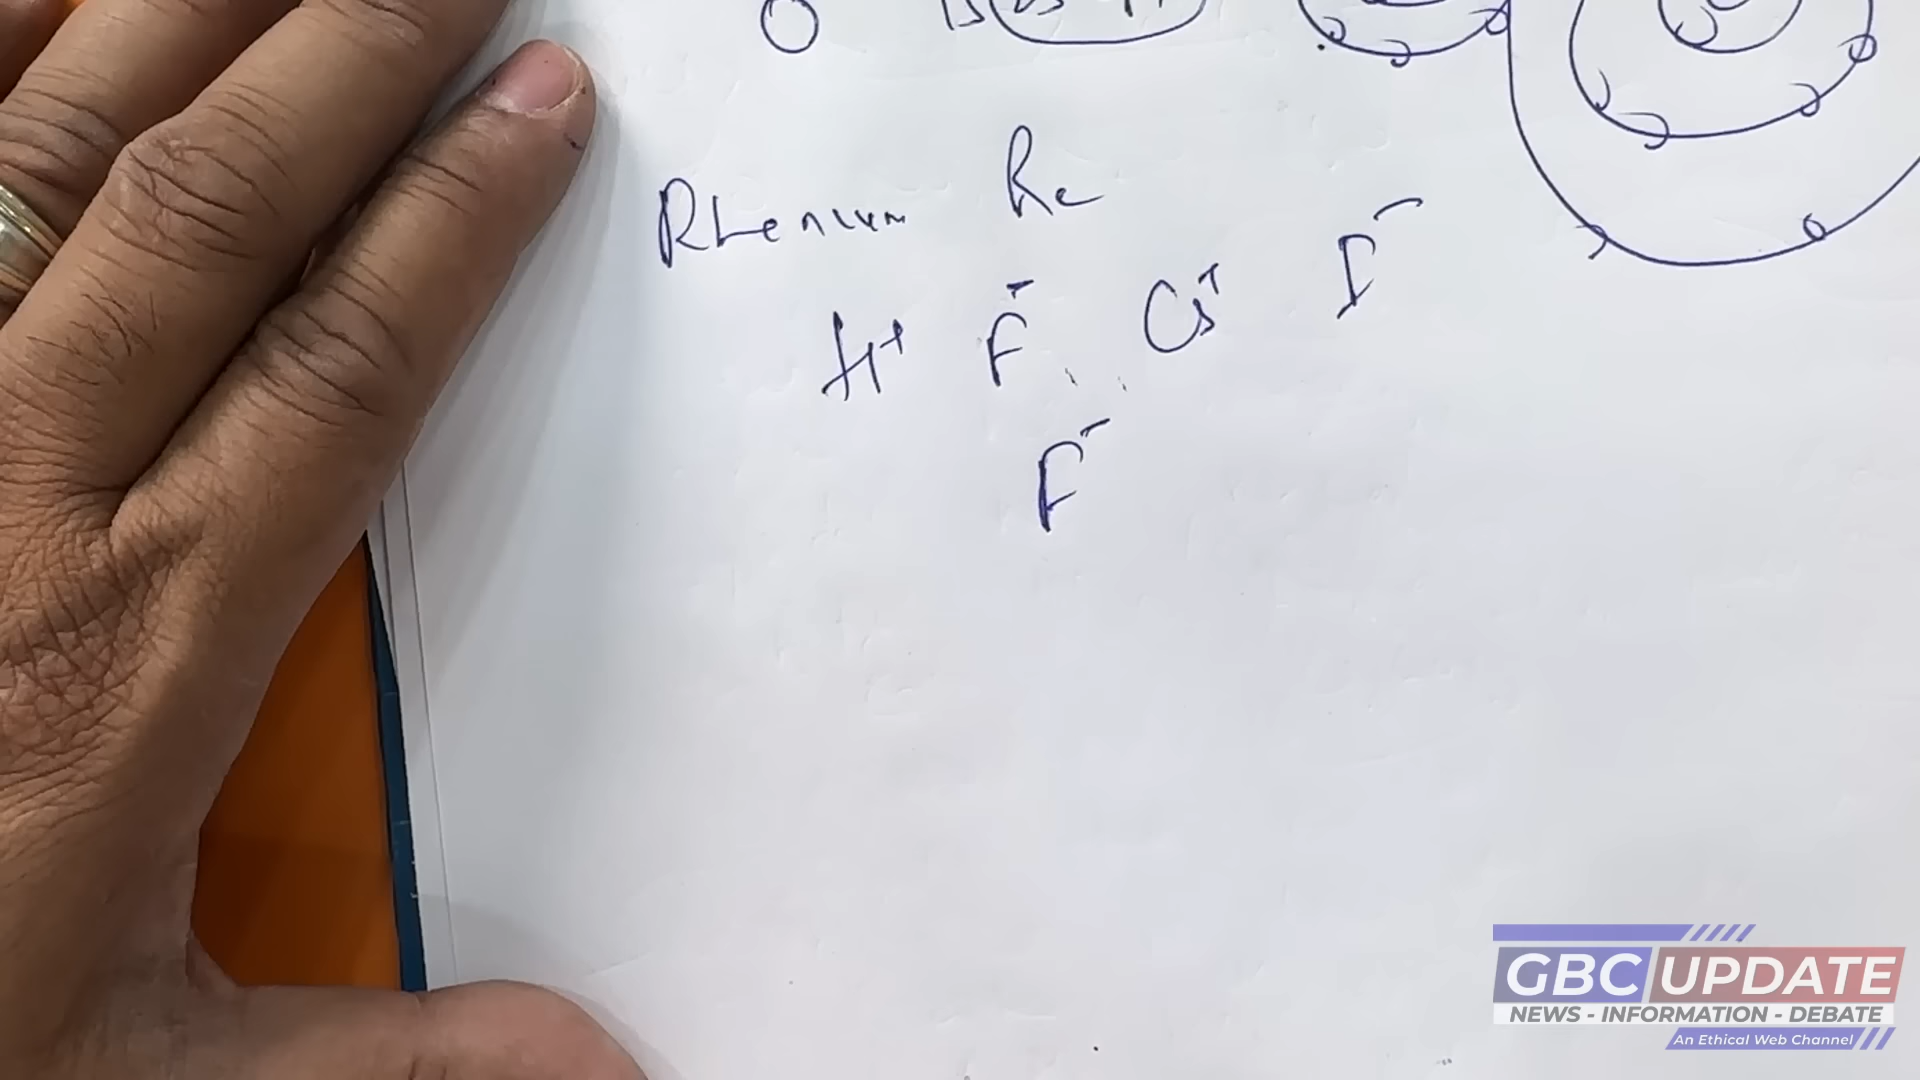 O
Rhenium Re
H+ F- Cs+ I-
F-
GBC UPDATE
NEWS - INFORMATION - DEBATE
An Ethical Web Channel